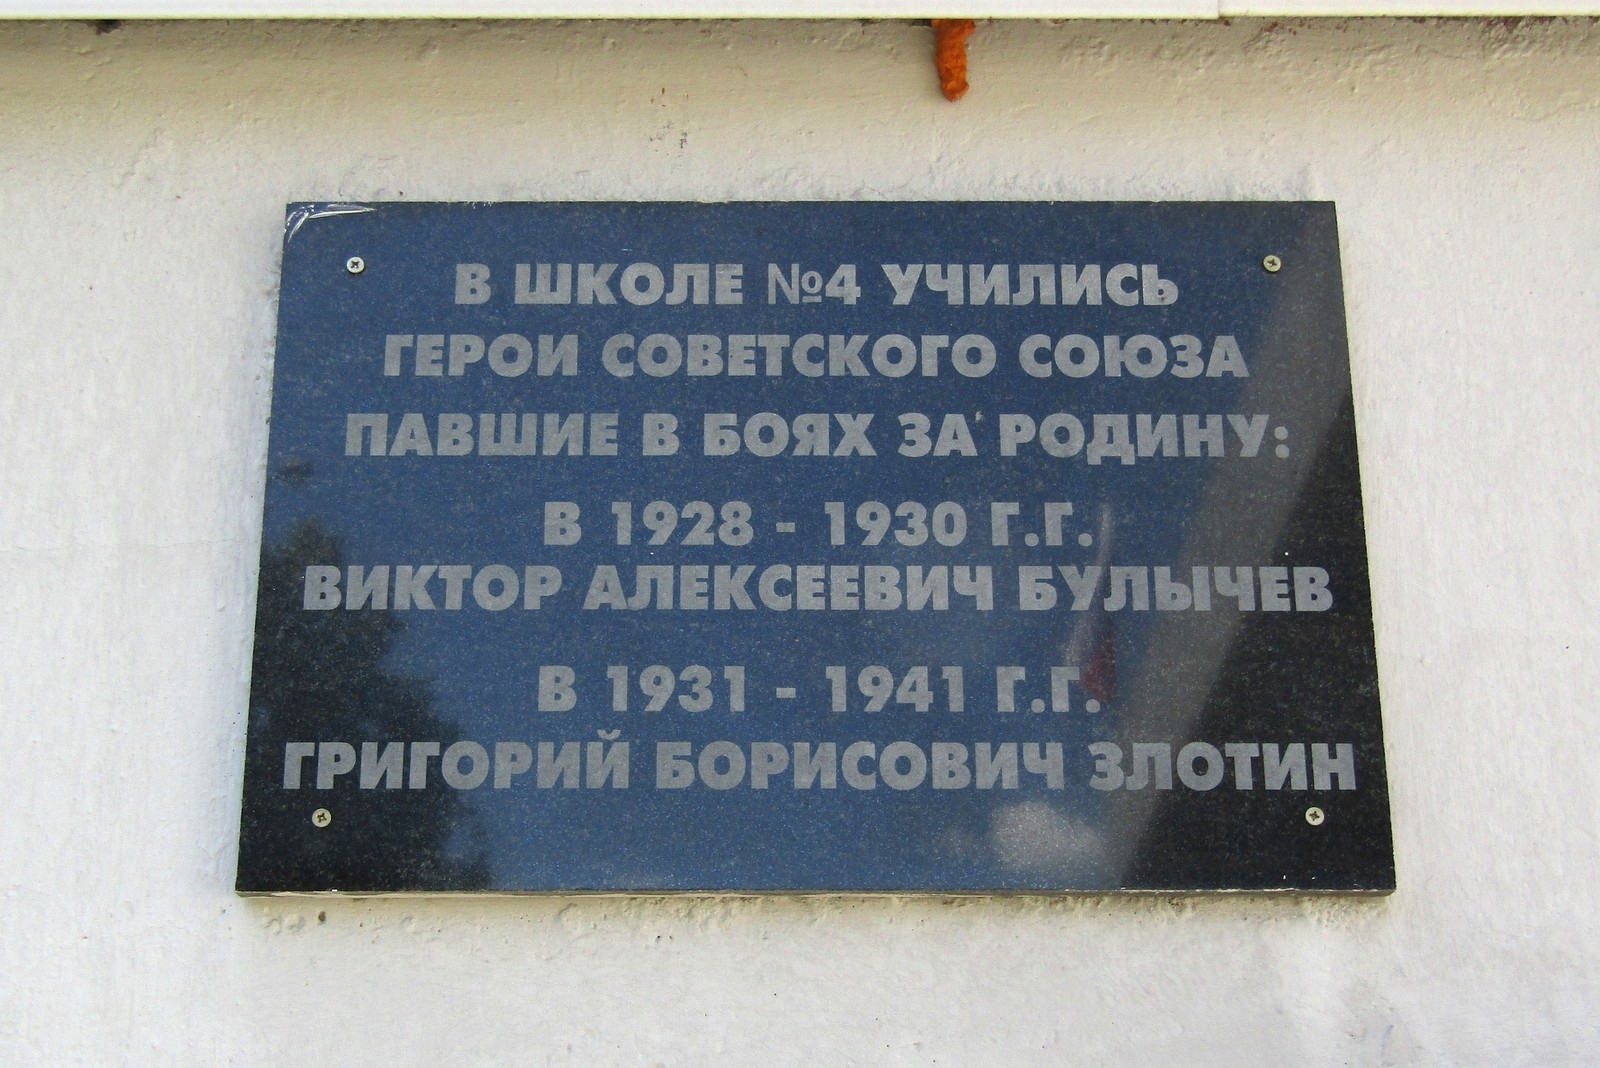 В ШКОЛЕ №4 УЧИЛИСЬ
ГЕРОИ СОВЕТСКОГО СОЮЗА
ПАВШИЕ В БОЯХ ЗА РОДИНУ:
В 1928 - 1930 Г.Г.
ВИКТОР АЛЕКСЕЕВИЧ БУЛЫЧЕВ
В 1931 - 1941 Г.Г.
ГРИГОРИЙ БОРИСОВИЧ ЗЛОТИН